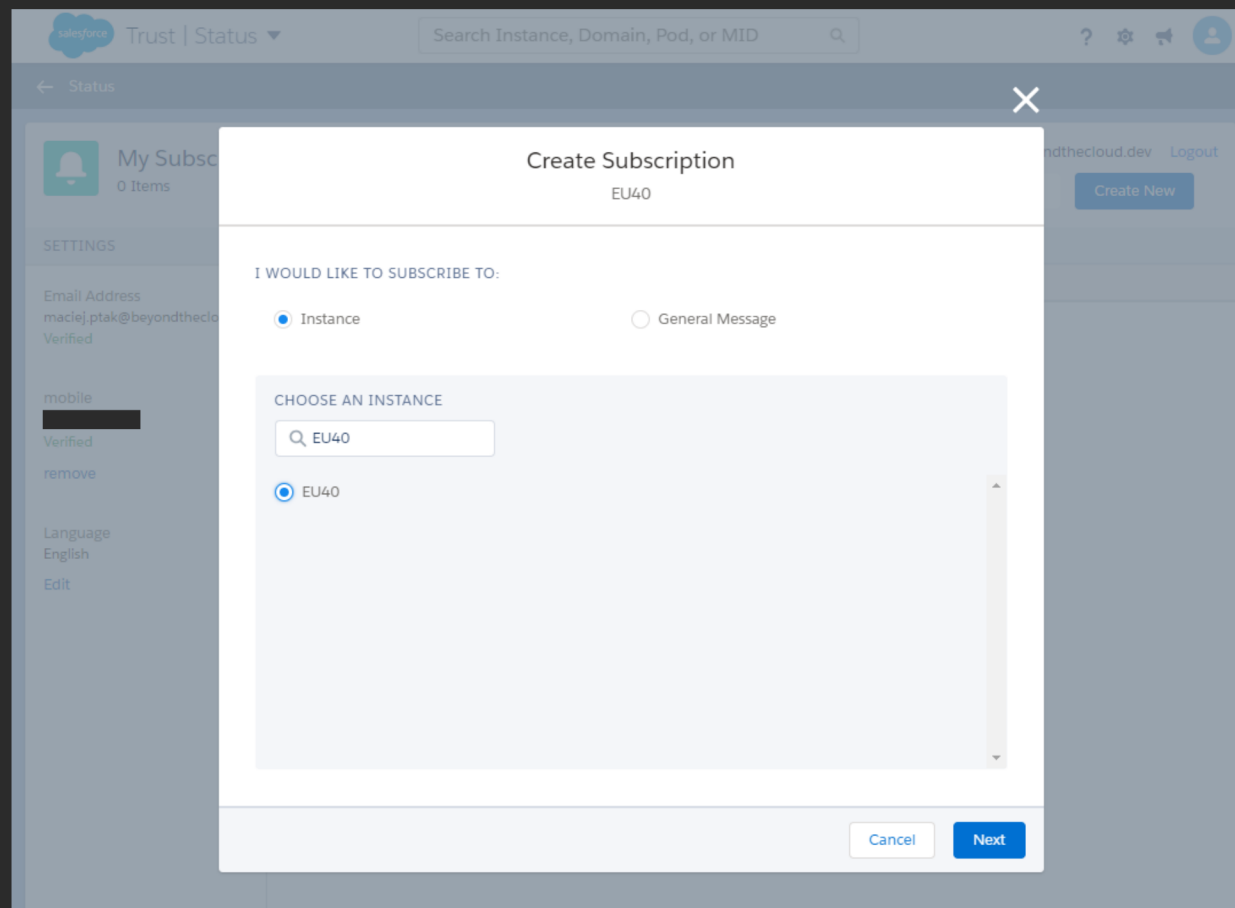 salesforce Trust | Status Search Instance, Domain, Pod, or MID ?
Status
My Subsc
0 Items
ndthecloud.dev Logout
Create New
SETTINGS
Email Address
maciej.ptak@beyondtheclo
Verified
mobile
Verified
remove
Language
English
Edit
Create Subscription
EU40
I WOULD LIKE TO SUBSCRIBE TO:
Instance General Message
CHOOSE AN INSTANCE
EU40
EU40
Cancel Next